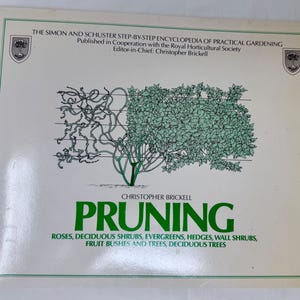 THE SIMON AND SCHUSTER STEP-BY-STEP ENCYCLOPEDIA OF PRACTICAL GARDENING
Published in Cooperation with the Royal Horticultural Society
Editor-in-Chief: Christopher Brickell
CHRISTOPHER BRICKELL
PRUNING
ROSES, DECIDUOUS SHRUBS, EVERGREENS, HEDGES, WALL SHRUBS,
FRUIT BUSHES AND TREES, DECIDUOUS TREES